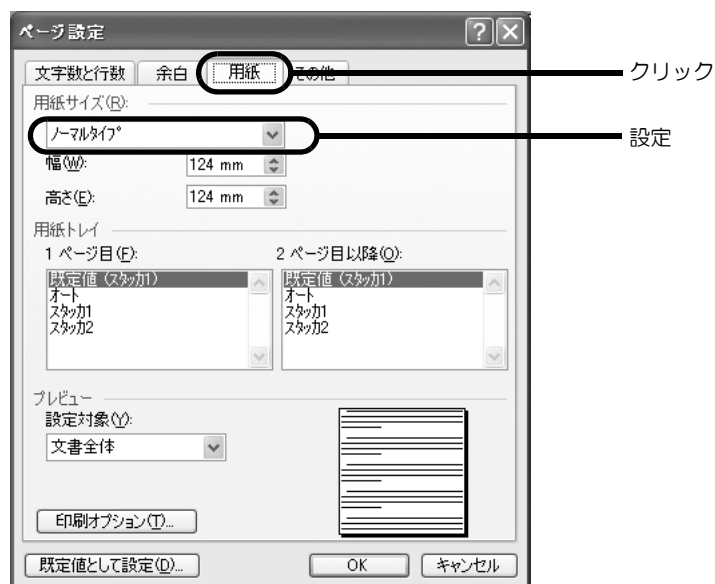 ページ設定
文字数と行数 余白 用紙 その他
クリック
用紙サイズ(R):
ノーマルタイプ
設定
幅(W): 124 mm
高さ(E): 124 mm
用紙トレイ
1 ページ目(F): 2 ページ目以降(O):
既定値 (スタッカ1) 既定値 (スタッカ1)
オート オート
スタッカ1 スタッカ1
スタッカ2 スタッカ2
プレビュー
設定対象(Y):
文書全体
印刷オプション(T)...
既定値として設定(D)... OK キャンセル